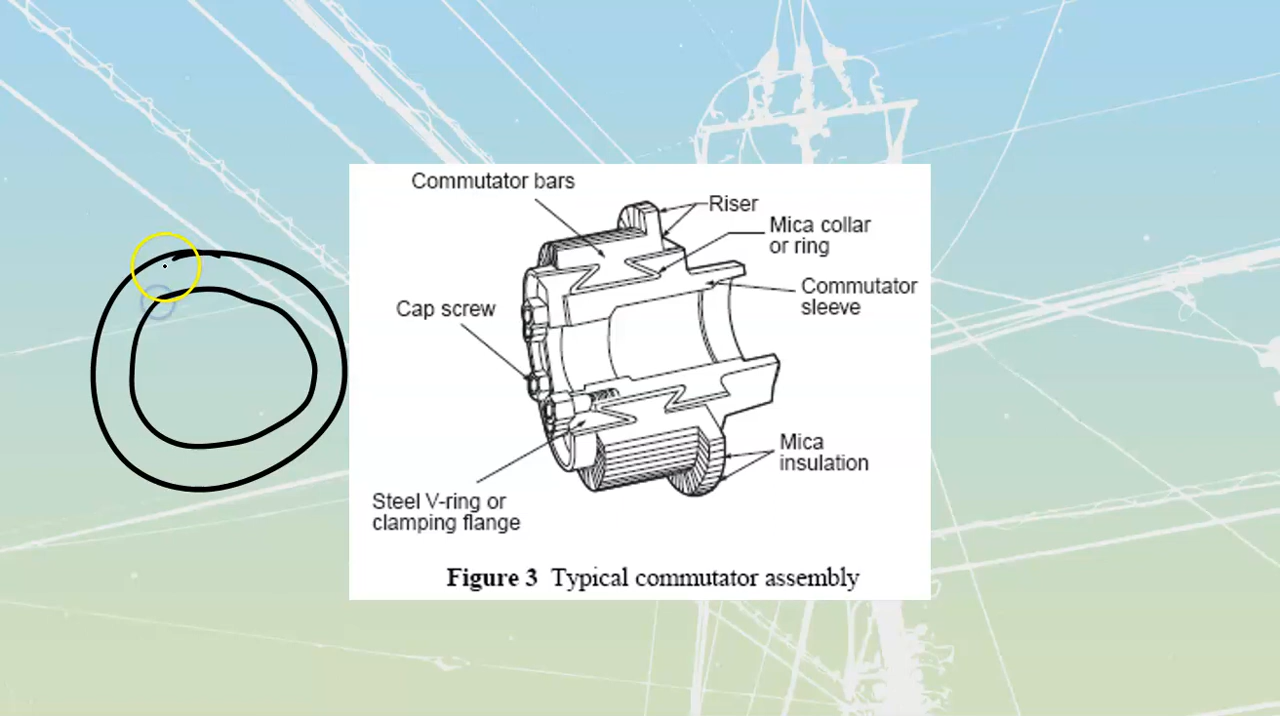 Commutator bars
Riser
Mica collar
or ring
Commutator
sleeve
Cap screw
Mica
insulation
Steel V-ring or
clamping flange
Figure 3 Typical commutator assembly